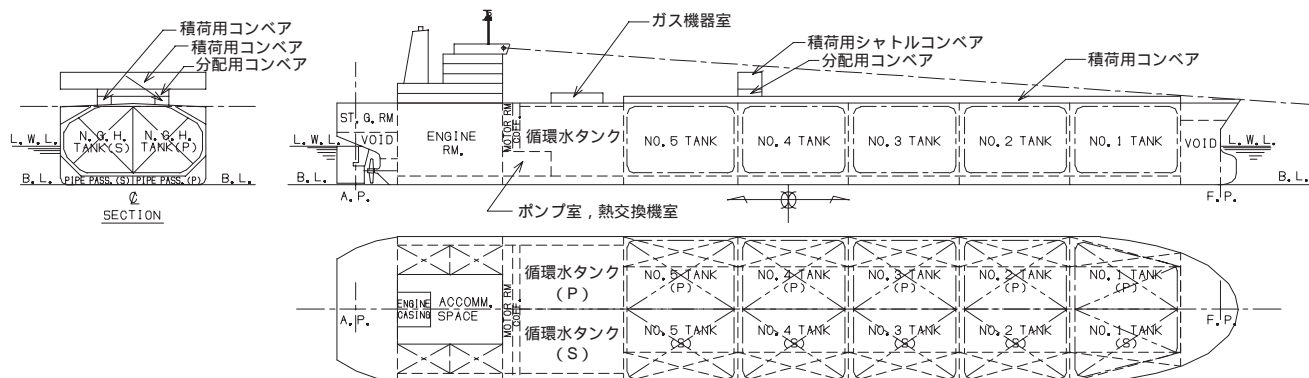 積荷用コンベア
積荷用コンベア
分配用コンベア
N.G.H.
TANK(S)
N.G.H.
TANK(P)
L.W.L.
L.W.L.
B.L.
PIPE PASS.(S)
PIPE PASS.(P)
B.L.
SECTION
ガス機器室
積荷用シャトルコンベア
分配用コンベア
積荷用コンベア
ST.G.RM
VOID
L.W.L.
ENGINE
RM.
MOTOR RM
COFF.
循環水タンク
NO.5 TANK
NO.4 TANK
NO.3 TANK
NO.2 TANK
NO.1 TANK
VOID
L.W.L.
B.L.
B.L.
A.P.
F.P.
ポンプ室,熱交換機室
A.P.
ENGINE
CASING
ACCOMM.
SPACE
MOTOR RM
COFF.
循環水タンク
(P)
循環水タンク
(S)
NO.5 TANK
(P)
NO.4 TANK
(P)
NO.3 TANK
(P)
NO.2 TANK
(P)
NO.1 TANK
(P)
NO.5 TANK
(S)
NO.4 TANK
(S)
NO.3 TANK
(S)
NO.2 TANK
(S)
NO.1 TANK
(S)
F.P.